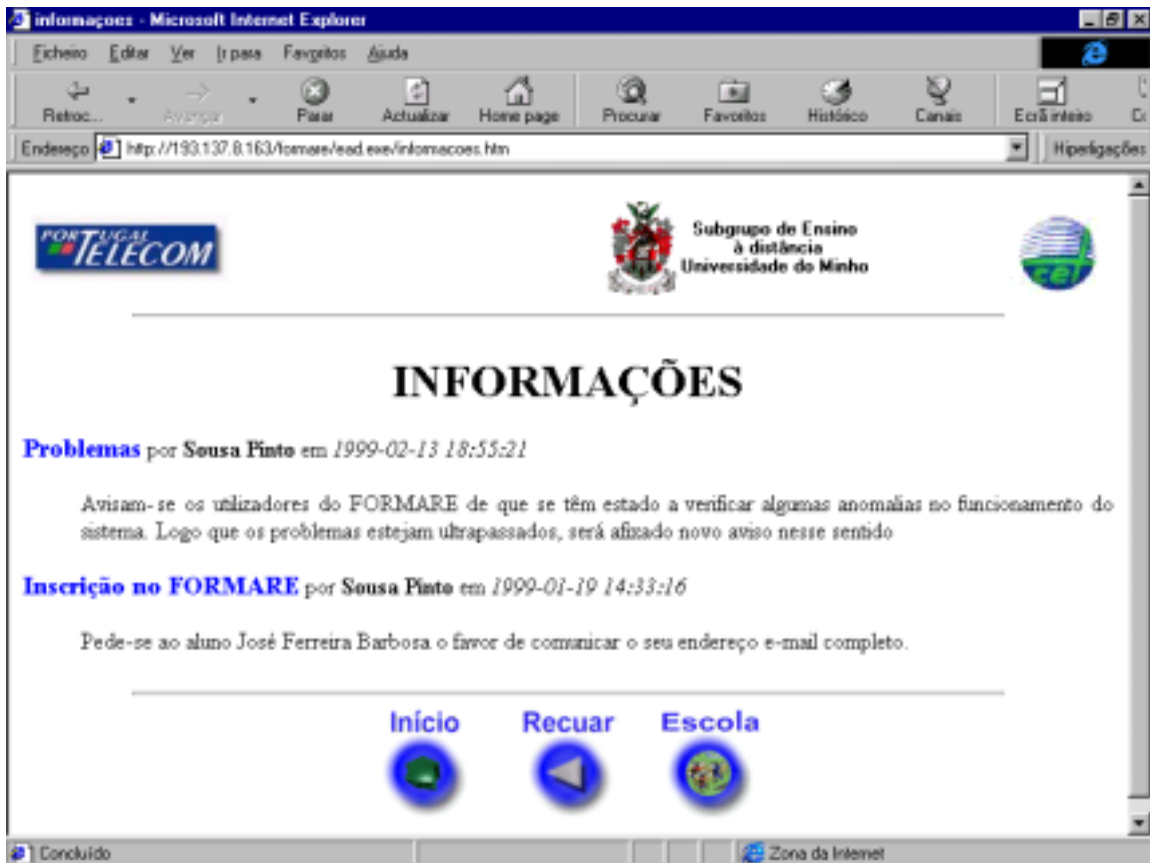 informaçoes - Microsoft Internet Explorer
Ficheiro Editar Ver Ir para Favoritos Ajuda
Retroc... Avançar Parar Actualizar Home page Procurar Favoritos Histórico Canais Ecrã inteiro
Endereço http://193.137.8.163/formare/ead.exe/informacoes.htm Hiperligações
PORTUGAL
TELECOM
Subgrupo de Ensino
à distância
Universidade do Minho
cet
INFORMAÇÕES
Problemas por Sousa Pinto em 1999-02-13 18:55:21
Avisam-se os utilizadores do FORMARE de que se têm estado a verificar algumas anomalias no funcionamento do
sistema. Logo que os problemas estejam ultrapassados, será afixado novo aviso nesse sentido
Inscrição no FORMARE por Sousa Pinto em 1999-01-19 14:33:16
Pede-se ao aluno José Ferreira Barbosa o favor de comunicar o seu endereço e-mail completo.
Início Recuar Escola
Concluído Zona da Internet